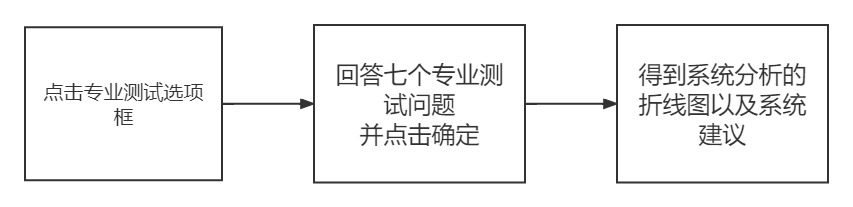 点击专业测试选项
框
回答七个专业测
试问题
并点击确定
得到系统分析的
折线图以及系统
建议